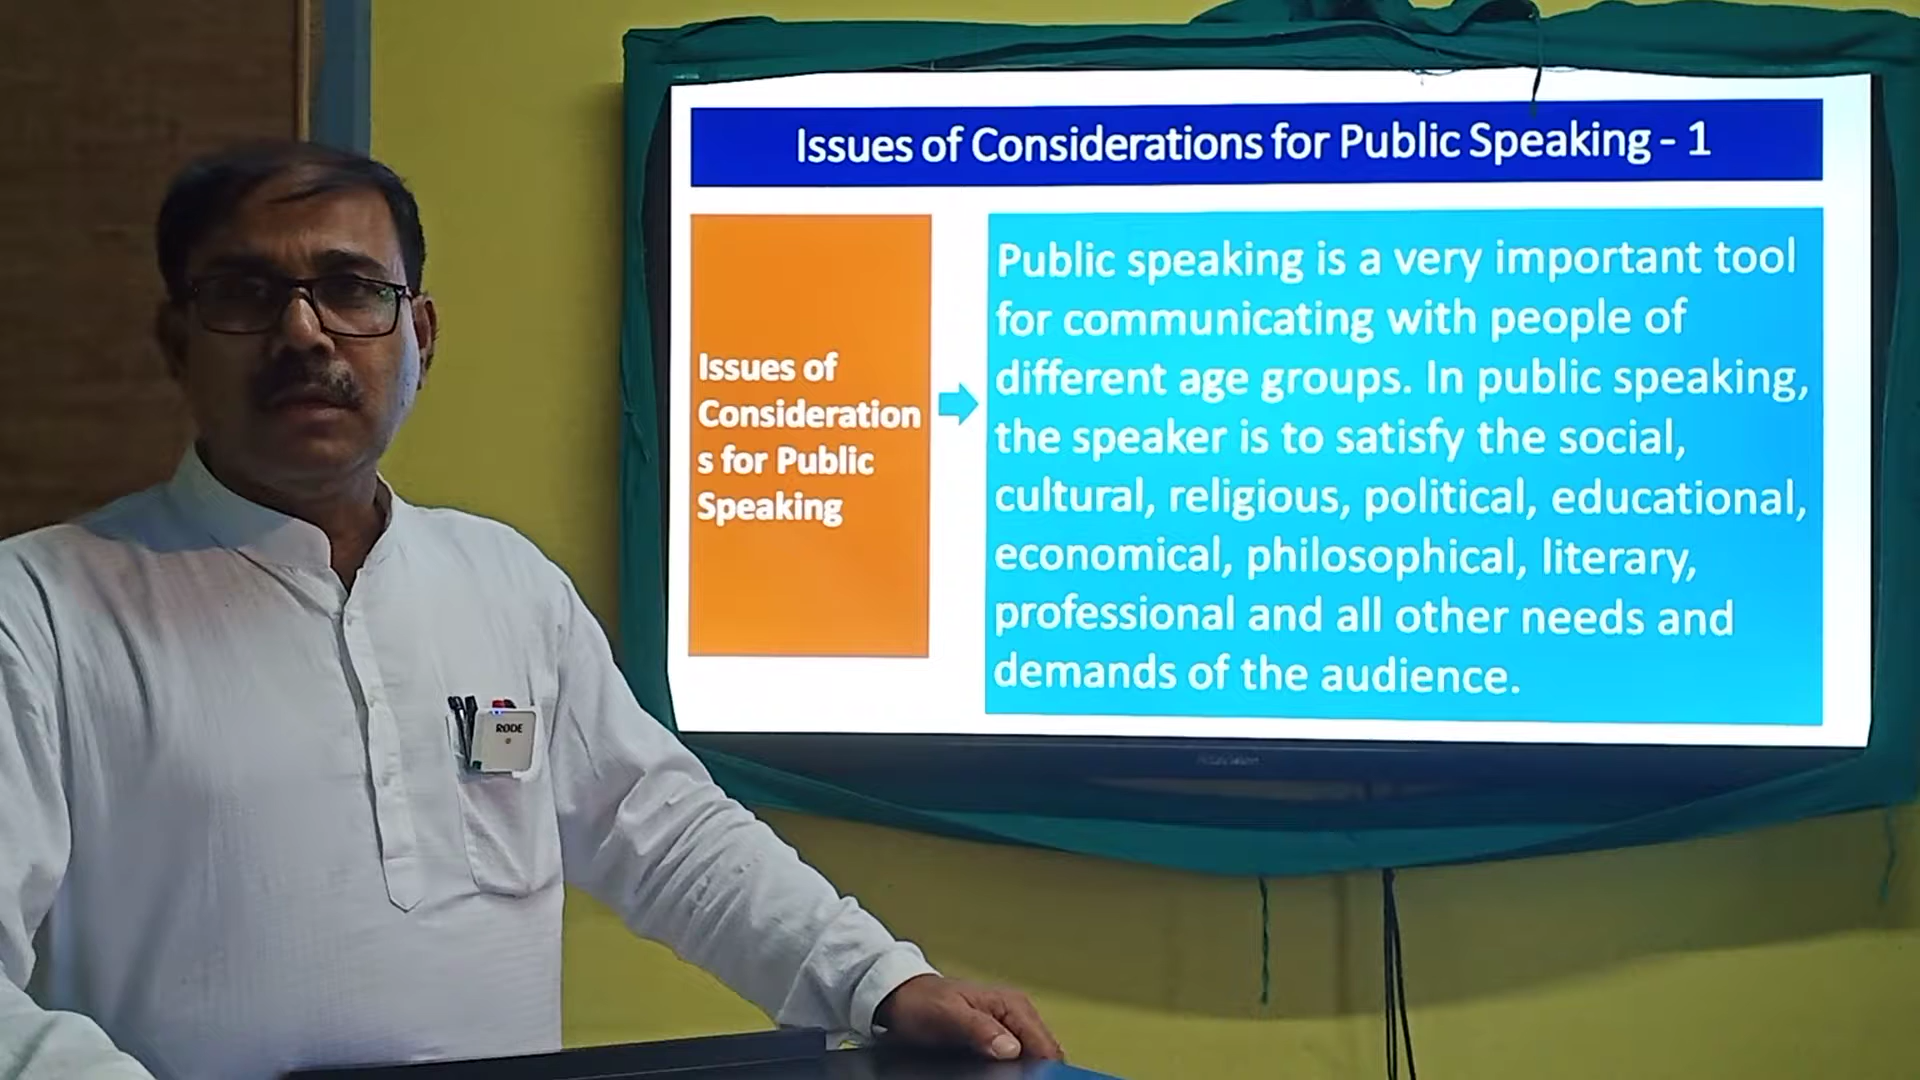 Issues of Considerations for Public Speaking - 1
Issues of
Consideration
s for Public
Speaking
Public speaking is a very important tool
for communicating with people of
different age groups. In public speaking,
the speaker is to satisfy the social,
cultural, religious, political, educational,
economical, philosophical, literary,
professional and all other needs and
demands of the audience.
RØDE